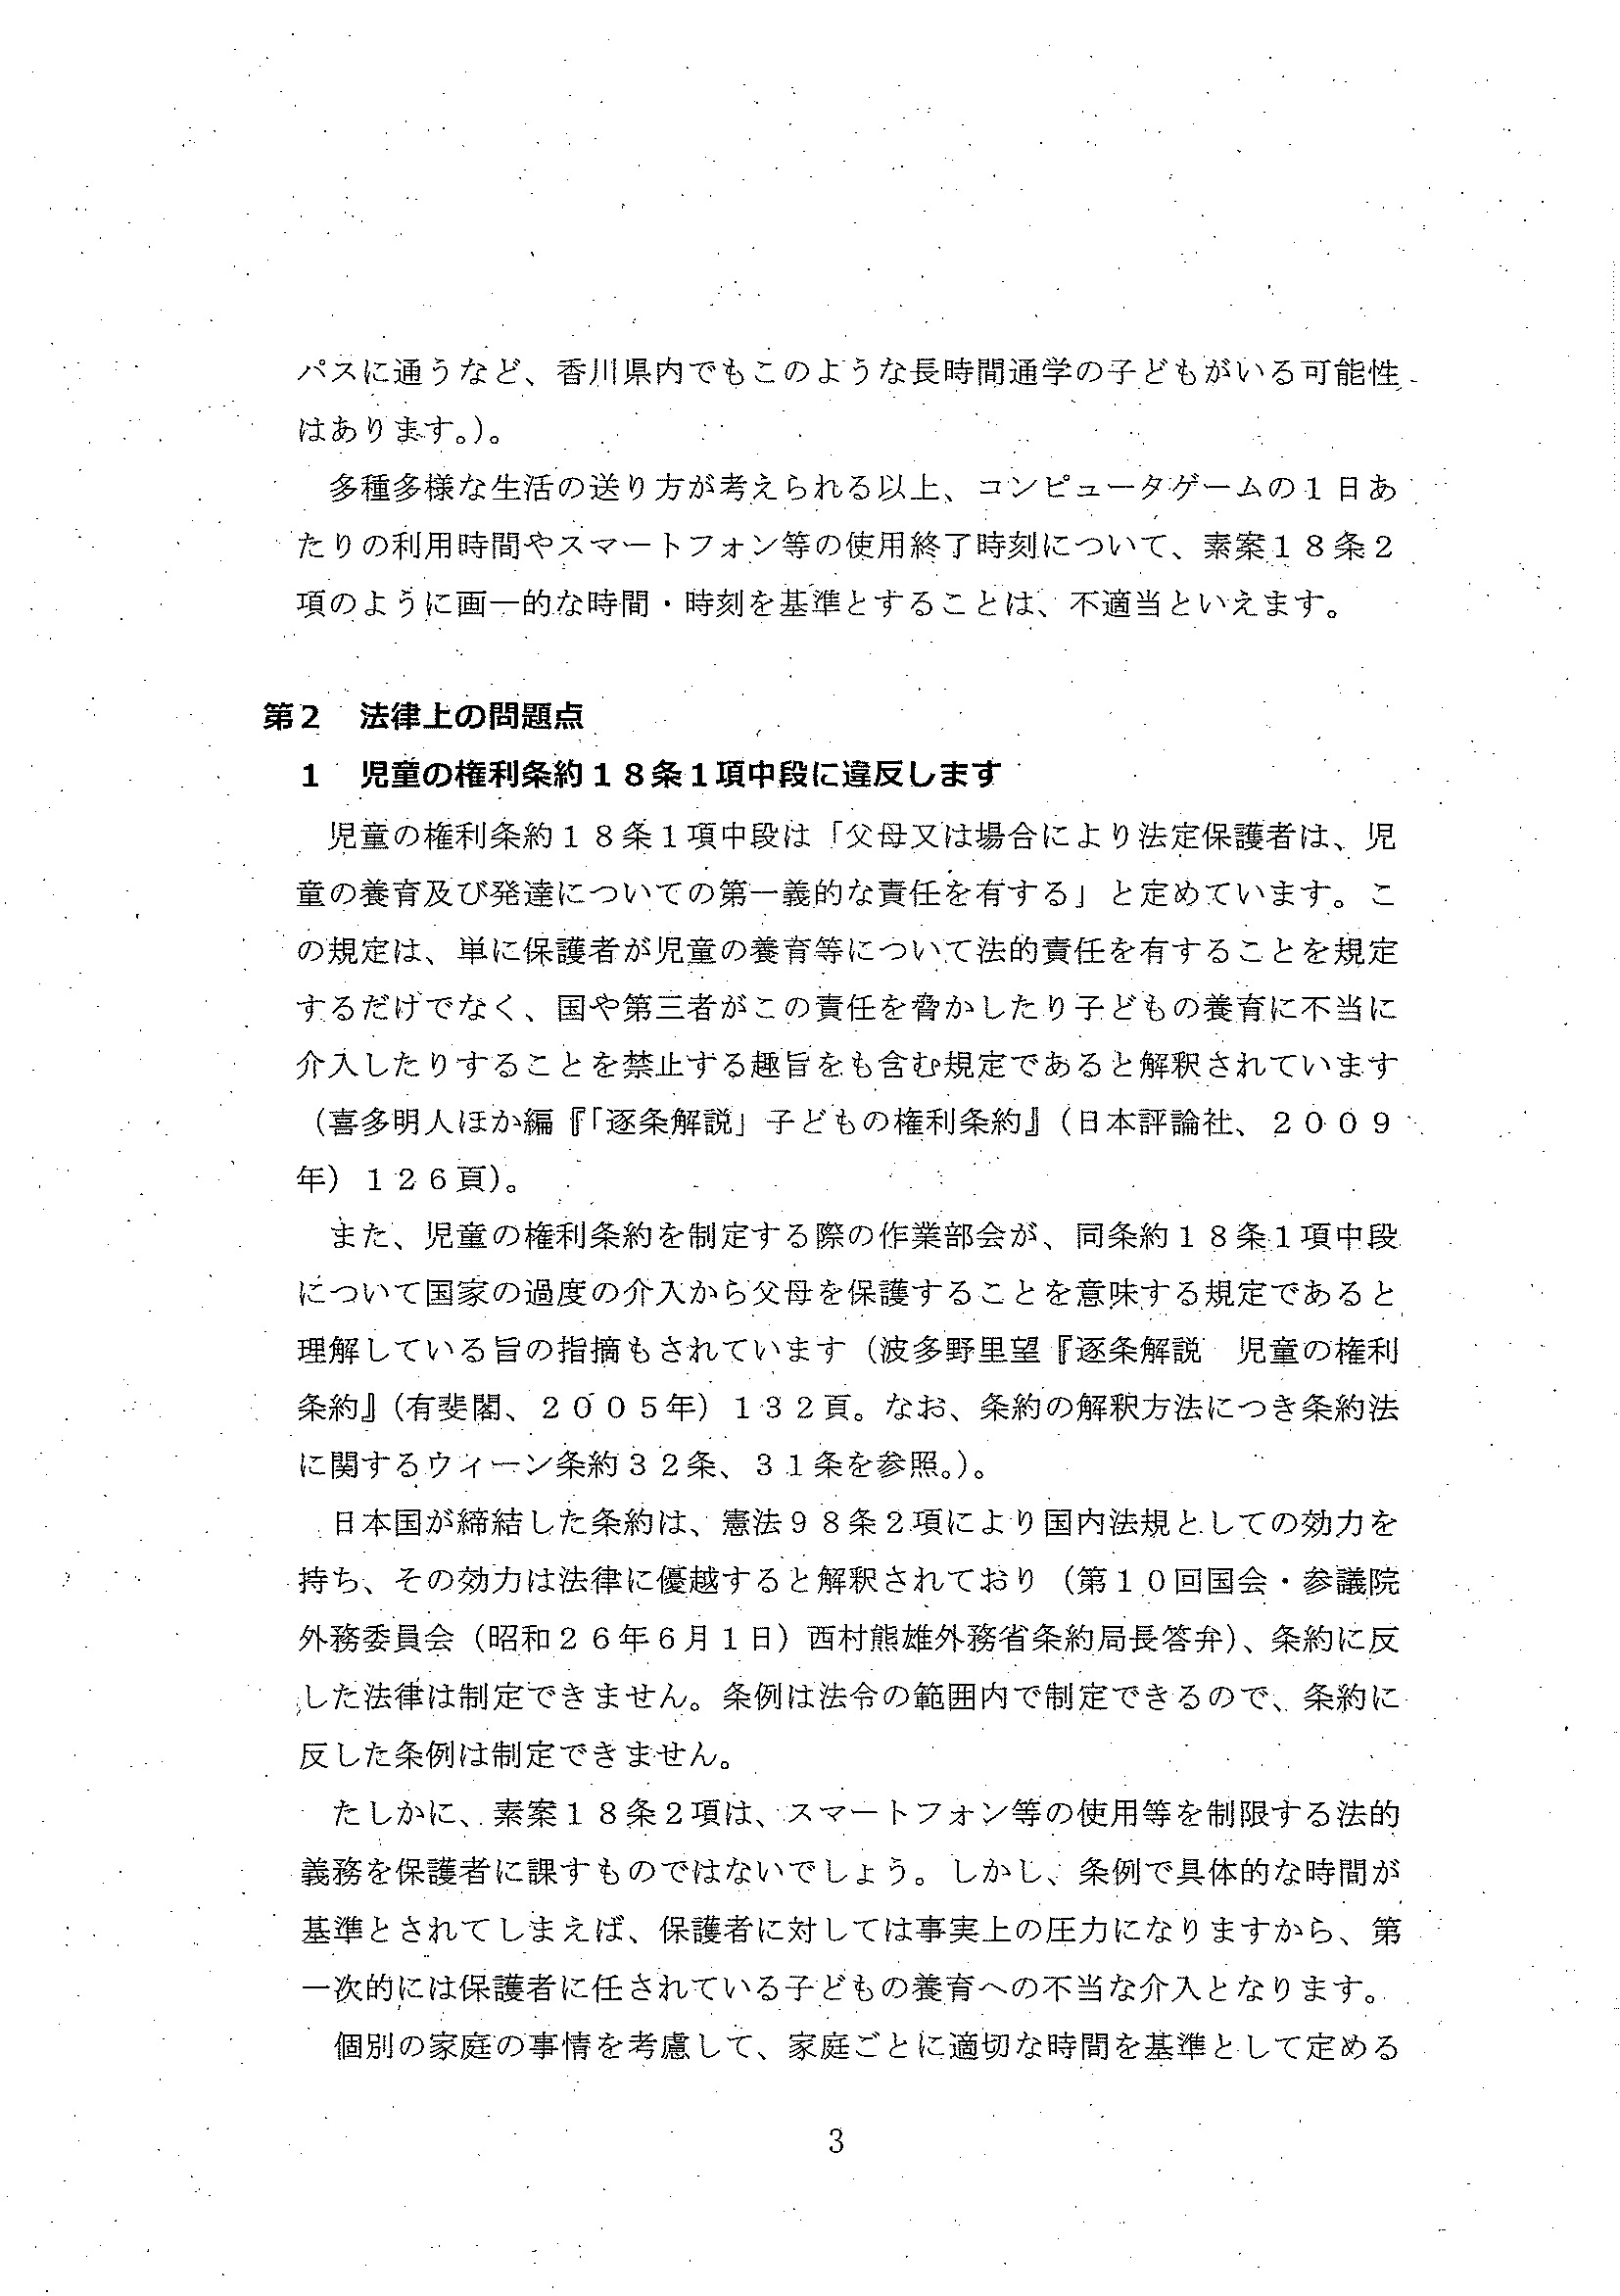 パスに通うなど、香川県内でもこのような長時間通学の子どもがいる可能性
はあります。)。
　多種多様な生活の送り方が考えられる以上、コンピュータゲームの１日あ
たりの利用時間やスマートフォン等の使用終了時刻について、素案１８条２
項のように画一的な時間・時刻を基準とすることは、不適当といえます。
第２　法律上の問題点
１　児童の権利条約１８条１項中段に違反します
　児童の権利条約１８条１項中段は「父母又は場合により法定保護者は、児
童の養育及び発達についての第一義的な責任を有する」と定めています。こ
の規定は、単に保護者が児童の養育等について法的責任を有することを規定
するだけでなく、国や第三者がこの責任を脅かしたり子どもの養育に不当に
介入したりすることを禁止する趣旨をも含む規定であると解釈されています
（喜多明人ほか編『「逐条解説」子どもの権利条約』（日本評論社、２００９
年）１２６頁）。
　また、児童の権利条約を制定する際の作業部会が、同条約１８条１項中段
について国家の過度の介入から父母を保護することを意味する規定であると
理解している旨の指摘もされています（波多野里望『逐条解説　児童の権利
条約』（有斐閣、２００５年）１３２頁。なお、条約の解釈方法につき条約法
に関するウィーン条約３２条、３１条を参照。）。
　日本国が締結した条約は、憲法９８条２項により国内法規としての効力を
持ち、その効力は法律に優越すると解釈されており（第１０回国会・参議院
外務委員会（昭和２６年６月１日）西村熊雄外務省条約局長答弁）、条約に反
した法律は制定できません。条例は法令の範囲内で制定できるので、条約に
反した条例は制定できません。
　たしかに、素案１８条２項は、スマートフォン等の使用等を制限する法的
義務を保護者に課すものではないでしょう。しかし、条例で具体的な時間が
基準とされてしまえば、保護者に対しては事実上の圧力になりますから、第
一次的には保護者に任されている子どもの養育への不当な介入となります。
　個別の家庭の事情を考慮して、家庭ごとに適切な時間を基準として定める
3